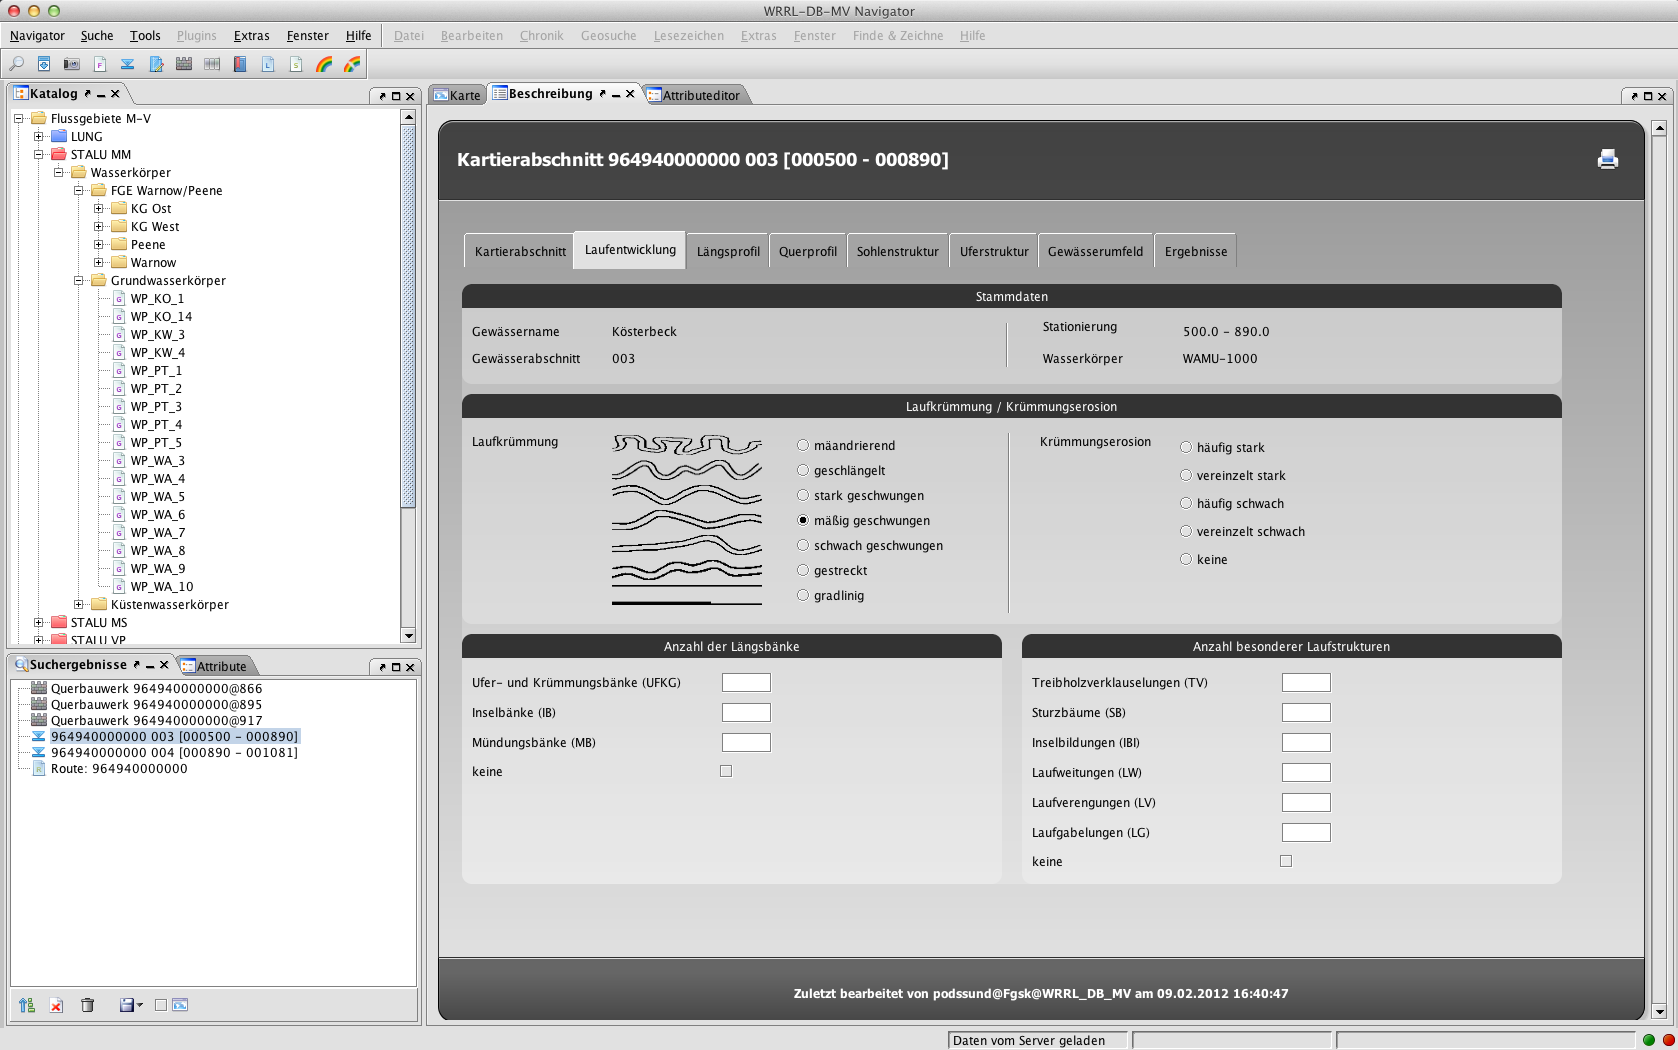 WRRL-DB-MV Navigator
Navigator Suche Tools Plugins Extras Fenster Hilfe Datei Bearbeiten Chronik Geosuche Lesezeichen Extras Fenster Finde & Zeichne Hilfe
Katalog
Flussgebiete M-V
LUNG
STALU MM
Wasserkörper
FGE Warnow/Peene
KG Ost
KG West
Peene
Warnow
Grundwasserkörper
WP_KO_1
WP_KO_14
WP_KW_3
WP_KW_4
WP_PT_1
WP_PT_2
WP_PT_3
WP_PT_4
WP_PT_5
WP_WA_3
WP_WA_4
WP_WA_5
WP_WA_6
WP_WA_7
WP_WA_8
WP_WA_9
WP_WA_10
Küstenwasserkörper
STALU MS
STALU VP
Suchergebnisse Attribute
Querbauwerk 964940000000@866
Querbauwerk 964940000000@895
Querbauwerk 964940000000@917
964940000000 003 [000500 - 000890]
964940000000 004 [000890 - 001081]
Route: 964940000000
Karte Beschreibung Attributeditor
Kartierabschnitt 964940000000 003 [000500 - 000890]
Kartierabschnitt Laufentwicklung Längsprofil Querprofil Sohlenstruktur Uferstruktur Gewässerumfeld Ergebnisse
Stammdaten
Gewässername Kösterbeck Stationierung 500.0 - 890.0
Gewässerabschnitt 003 Wasserkörper WAMU-1000
Laufkrümmung / Krümmungserosion
Laufkrümmung
mäandrierend
geschlängelt
stark geschwungen
mäßig geschwungen
schwach geschwungen
gestreckt
gradlinig
Krümmungserosion
häufig stark
vereinzelt stark
häufig schwach
vereinzelt schwach
keine
Anzahl der Längsbänke
Ufer- und Krümmungsbänke (UFKG)
Inselbänke (IB)
Mündungsbänke (MB)
keine
Anzahl besonderer Laufstrukturen
Treibholzverklauselungen (TV)
Sturzbäume (SB)
Inselbildungen (IBI)
Laufweitungen (LW)
Laufverengungen (LV)
Laufgabelungen (LG)
keine
Zuletzt bearbeitet von podssund@Fgsk@WRRL_DB_MV am 09.02.2012 16:40:47
Daten vom Server geladen